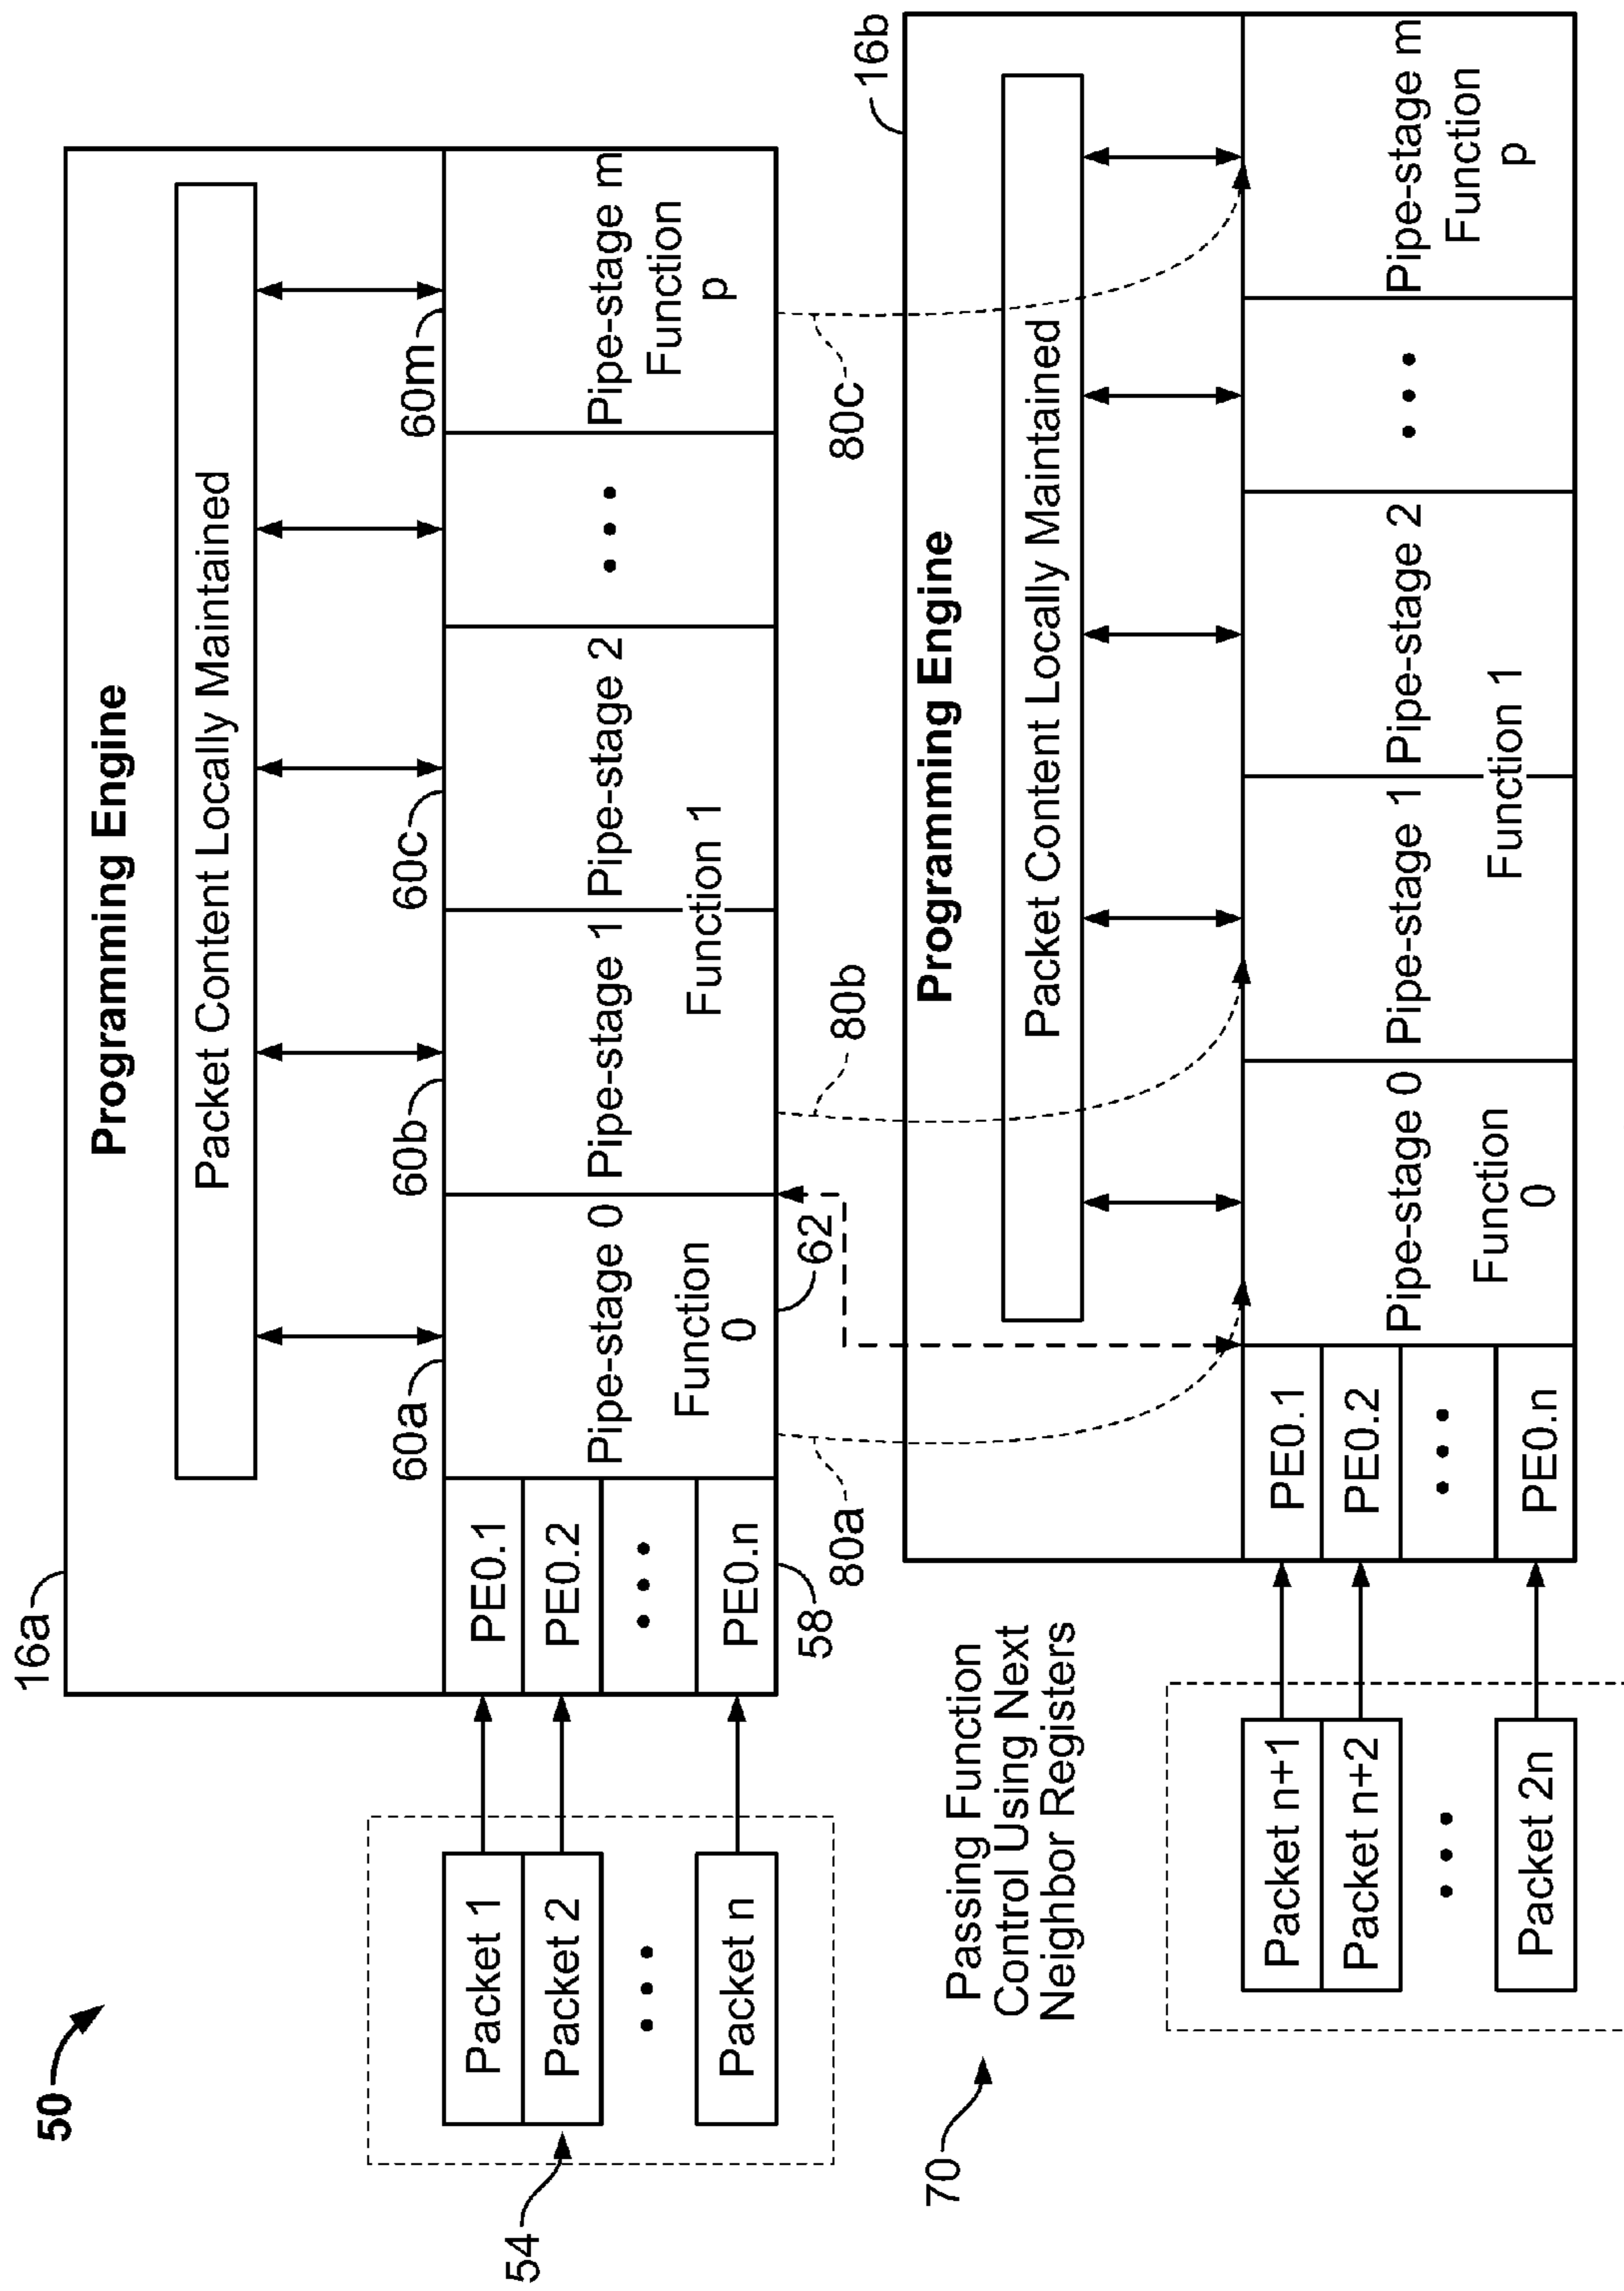 50
16a
Programming Engine
Packet Content Locally Maintained
60a
60b
60c
60m
54
Packet 1
Packet 2
Packet n
PE0.1
PE0.2
PE0.n
58
Pipe-stage 0
Function
0
62
Pipe-stage 1
Pipe-stage 2
Function 1
Pipe-stage m
Function
p
80a
80b
80c
70
Passing Function
Control Using Next
Neighbor Registers
16b
Programming Engine
Packet Content Locally Maintained
Packet n+1
Packet n+2
Packet 2n
PE0.1
PE0.2
PE0.n
Pipe-stage 0
Function
0
Pipe-stage 1
Pipe-stage 2
Function 1
Pipe-stage m
Function
p